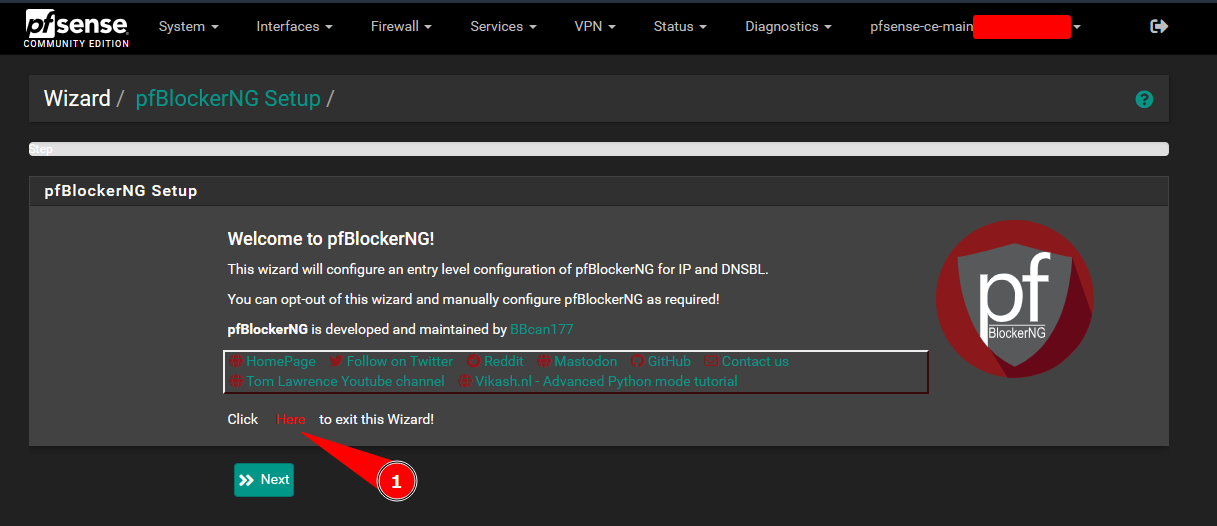 pfsense
COMMUNITY EDITION
System Interfaces Firewall Services VPN Status Diagnostics pfsense-ce-main
Wizard / pfBlockerNG Setup /
?
Step
pfBlockerNG Setup
Welcome to pfBlockerNG!
This wizard will configure an entry level configuration of pfBlockerNG for IP and DNSBL.
You can opt-out of this wizard and manually configure pfBlockerNG as required!
pfBlockerNG is developed and maintained by BBcan177
HomePage Follow on Twitter Reddit Mastodon GitHub Contact us
Tom Lawrence Youtube channel Vikash.nl - Advanced Python mode tutorial
Click Here to exit this Wizard!
pf
BlockerNG
1
Next